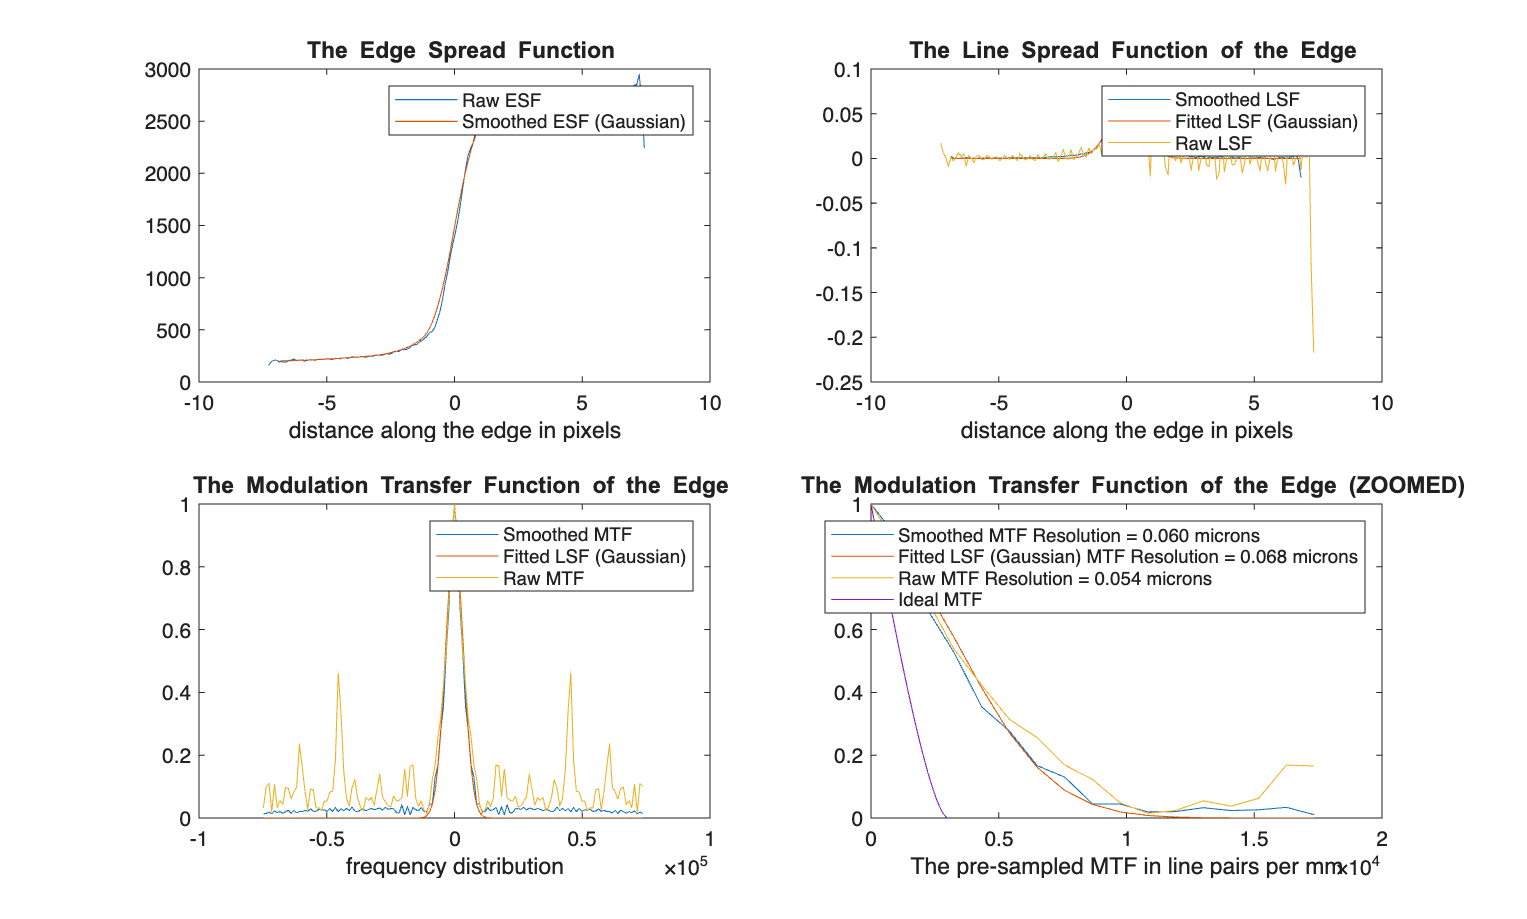 The Edge Spread Function
3000
2500
2000
1500
1000
500
0
-10
-5
0
5
10
Raw ESF
Smoothed ESF (Gaussian)
distance along the edge in pixels
The Line Spread Function of the Edge
0.1
0.05
0
-0.05
-0.1
-0.15
-0.2
-0.25
-10
-5
0
5
10
Smoothed LSF
Fitted LSF (Gaussian)
Raw LSF
distance along the edge in pixels
The Modulation Transfer Function of the Edge
1
0.8
0.6
0.4
0.2
0
-1
-0.5
0
0.5
1
Smoothed MTF
Fitted LSF (Gaussian)
Raw MTF
frequency distribution
×10⁵
The Modulation Transfer Function of the Edge (ZOOMED)
1
0.6
0.4
0.2
0
0
0.5
1
1.5
2
Smoothed MTF Resolution = 0.060 microns
Fitted LSF (Gaussian) MTF Resolution = 0.068 microns
Raw MTF Resolution = 0.054 microns
Ideal MTF
The pre-sampled MTF in line pairs per mm
×10⁴